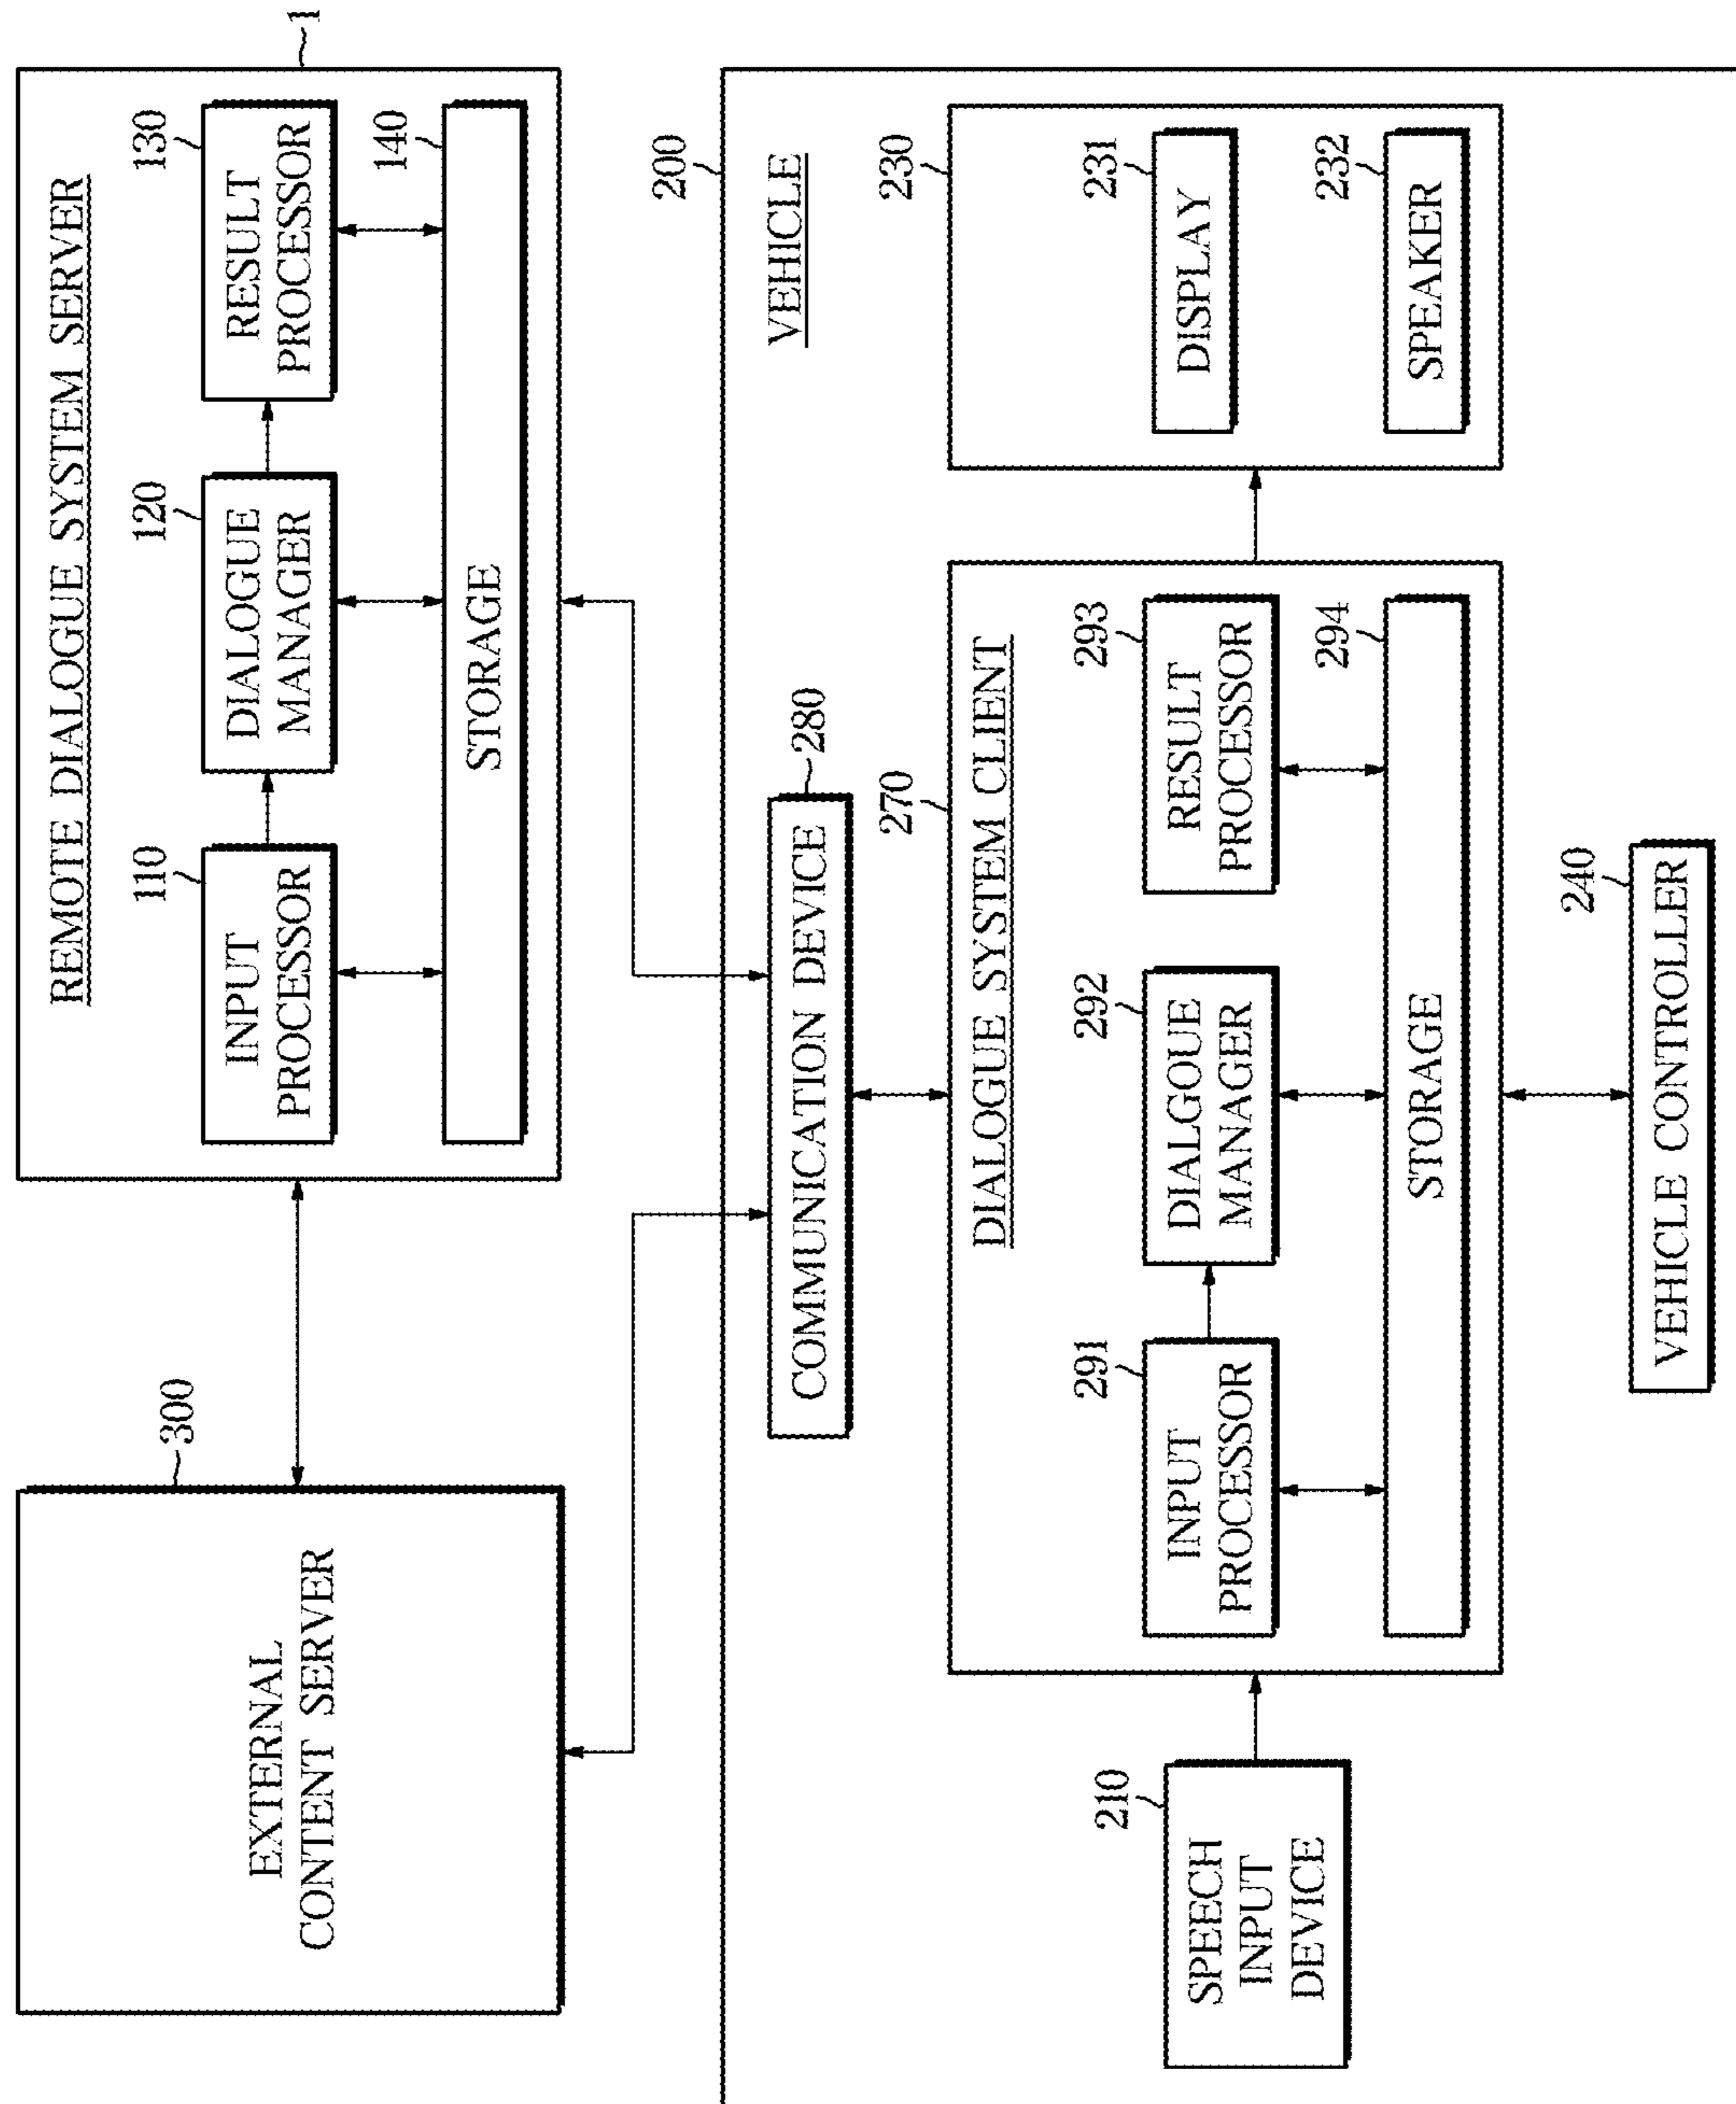 300
EXTERNAL
CONTENT SERVER
REMOTE DIALOGUE SYSTEM SERVER
1
110
INPUT
PROCESSOR
120
DIALOGUE
MANAGER
130
RESULT
PROCESSOR
140
STORAGE
200
VEHICLE
COMMUNICATION DEVICE
280
270
DIALOGUE SYSTEM CLIENT
210
SPEECH
INPUT
DEVICE
291
INPUT
PROCESSOR
292
DIALGOUE
MANAGER
293
RESULT
PROCESSOR
294
STORAGE
230
231
DISPLAY
232
SPEAKER
240
VEHICLE CONTROLLER